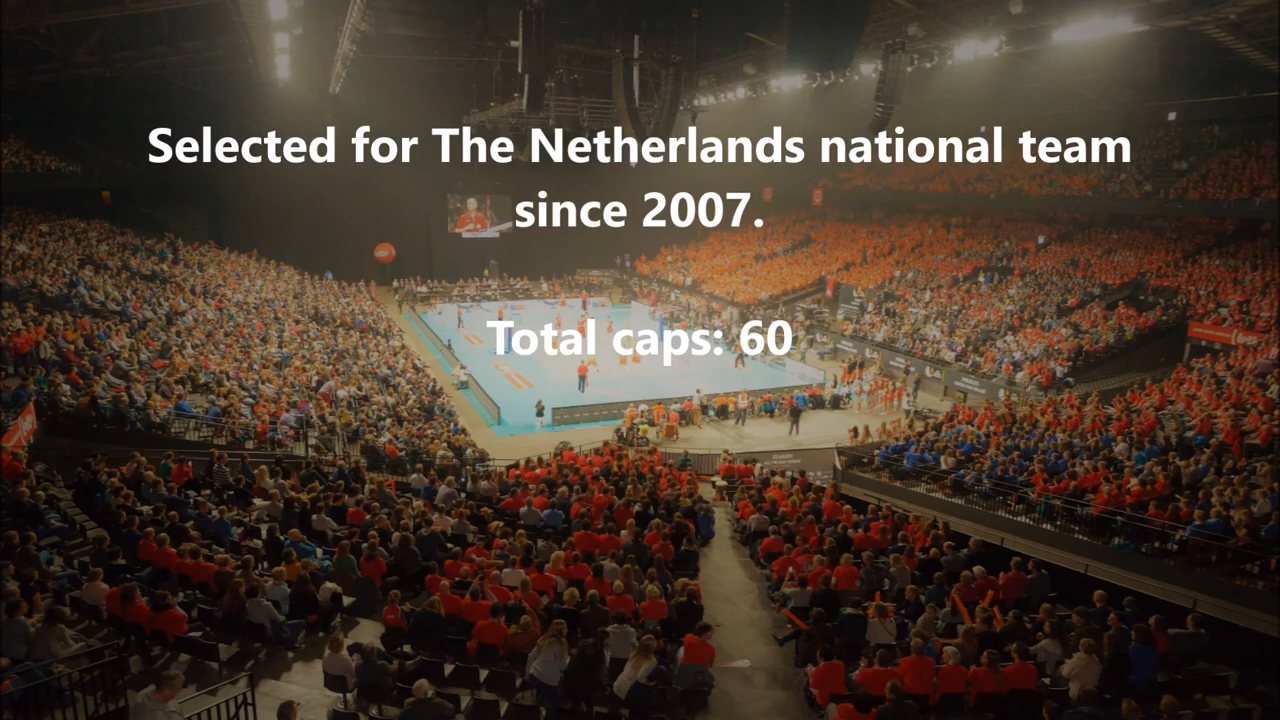 Selected for The Netherlands national team
since 2007.
Total caps: 60